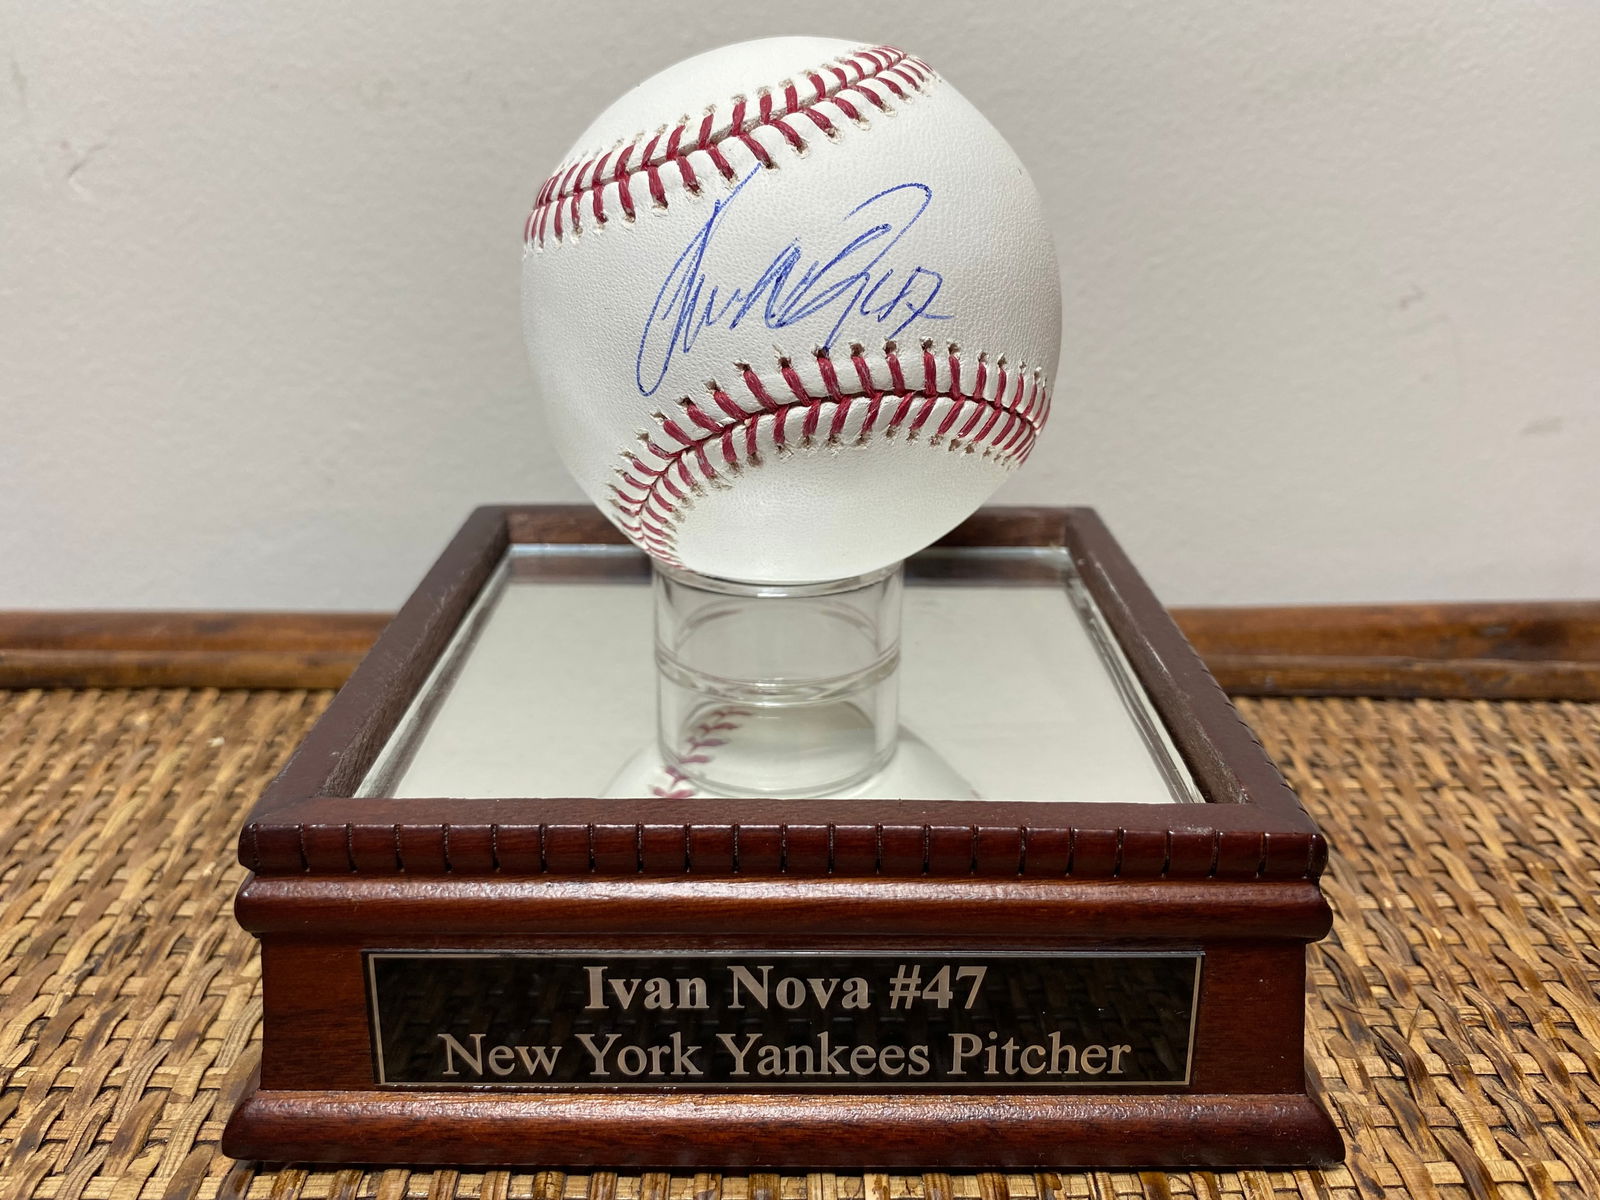 Ivan Nova #47
New York Yankees Pitcher